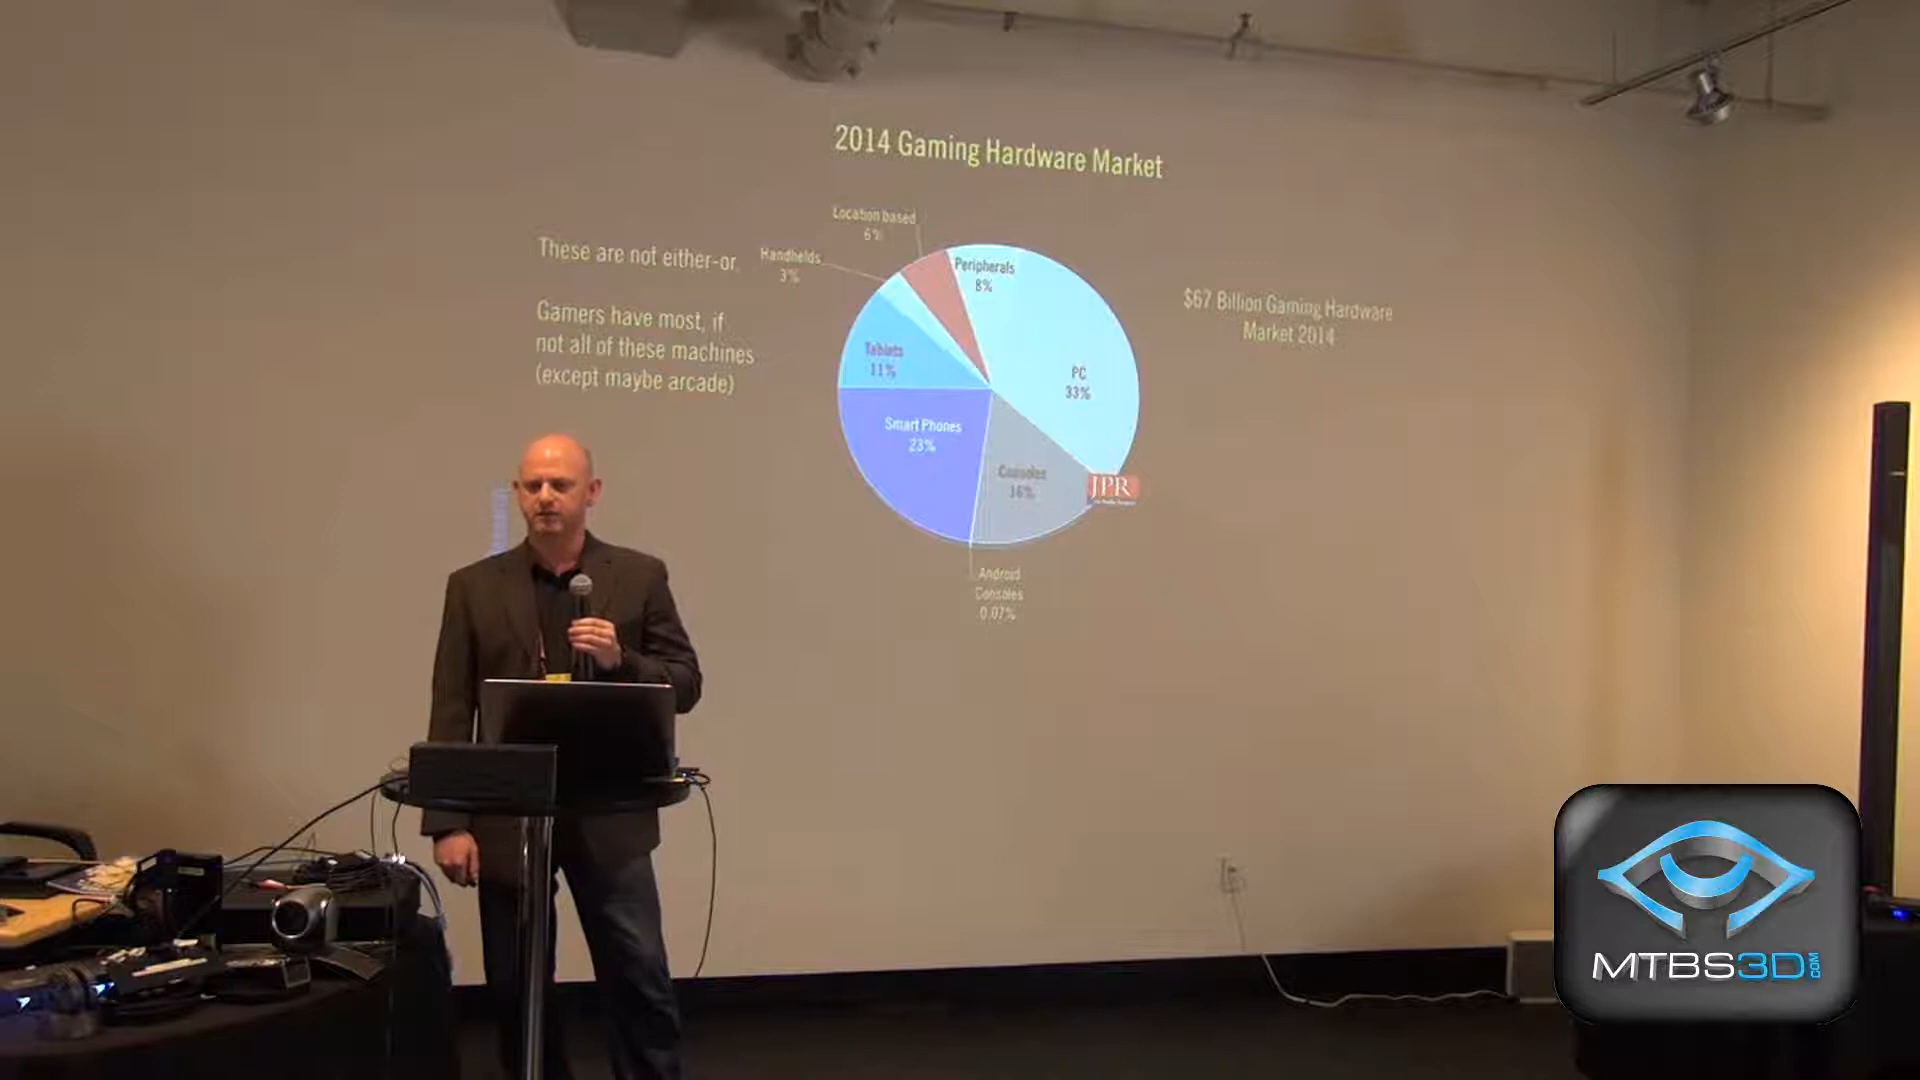 2014 Gaming Hardware Market
Location based
6%
These are not either-or.
Handhelds
3%
Peripherals
8%
$67 Billion Gaming Hardware
Market 2014
Gamers have most, if
not all of these machines
(except maybe arcade)
Tablets
11%
PC
33%
Smart Phones
23%
Consoles
16%
JPR
Android
Consoles
0.07%
MTBS3D.COM